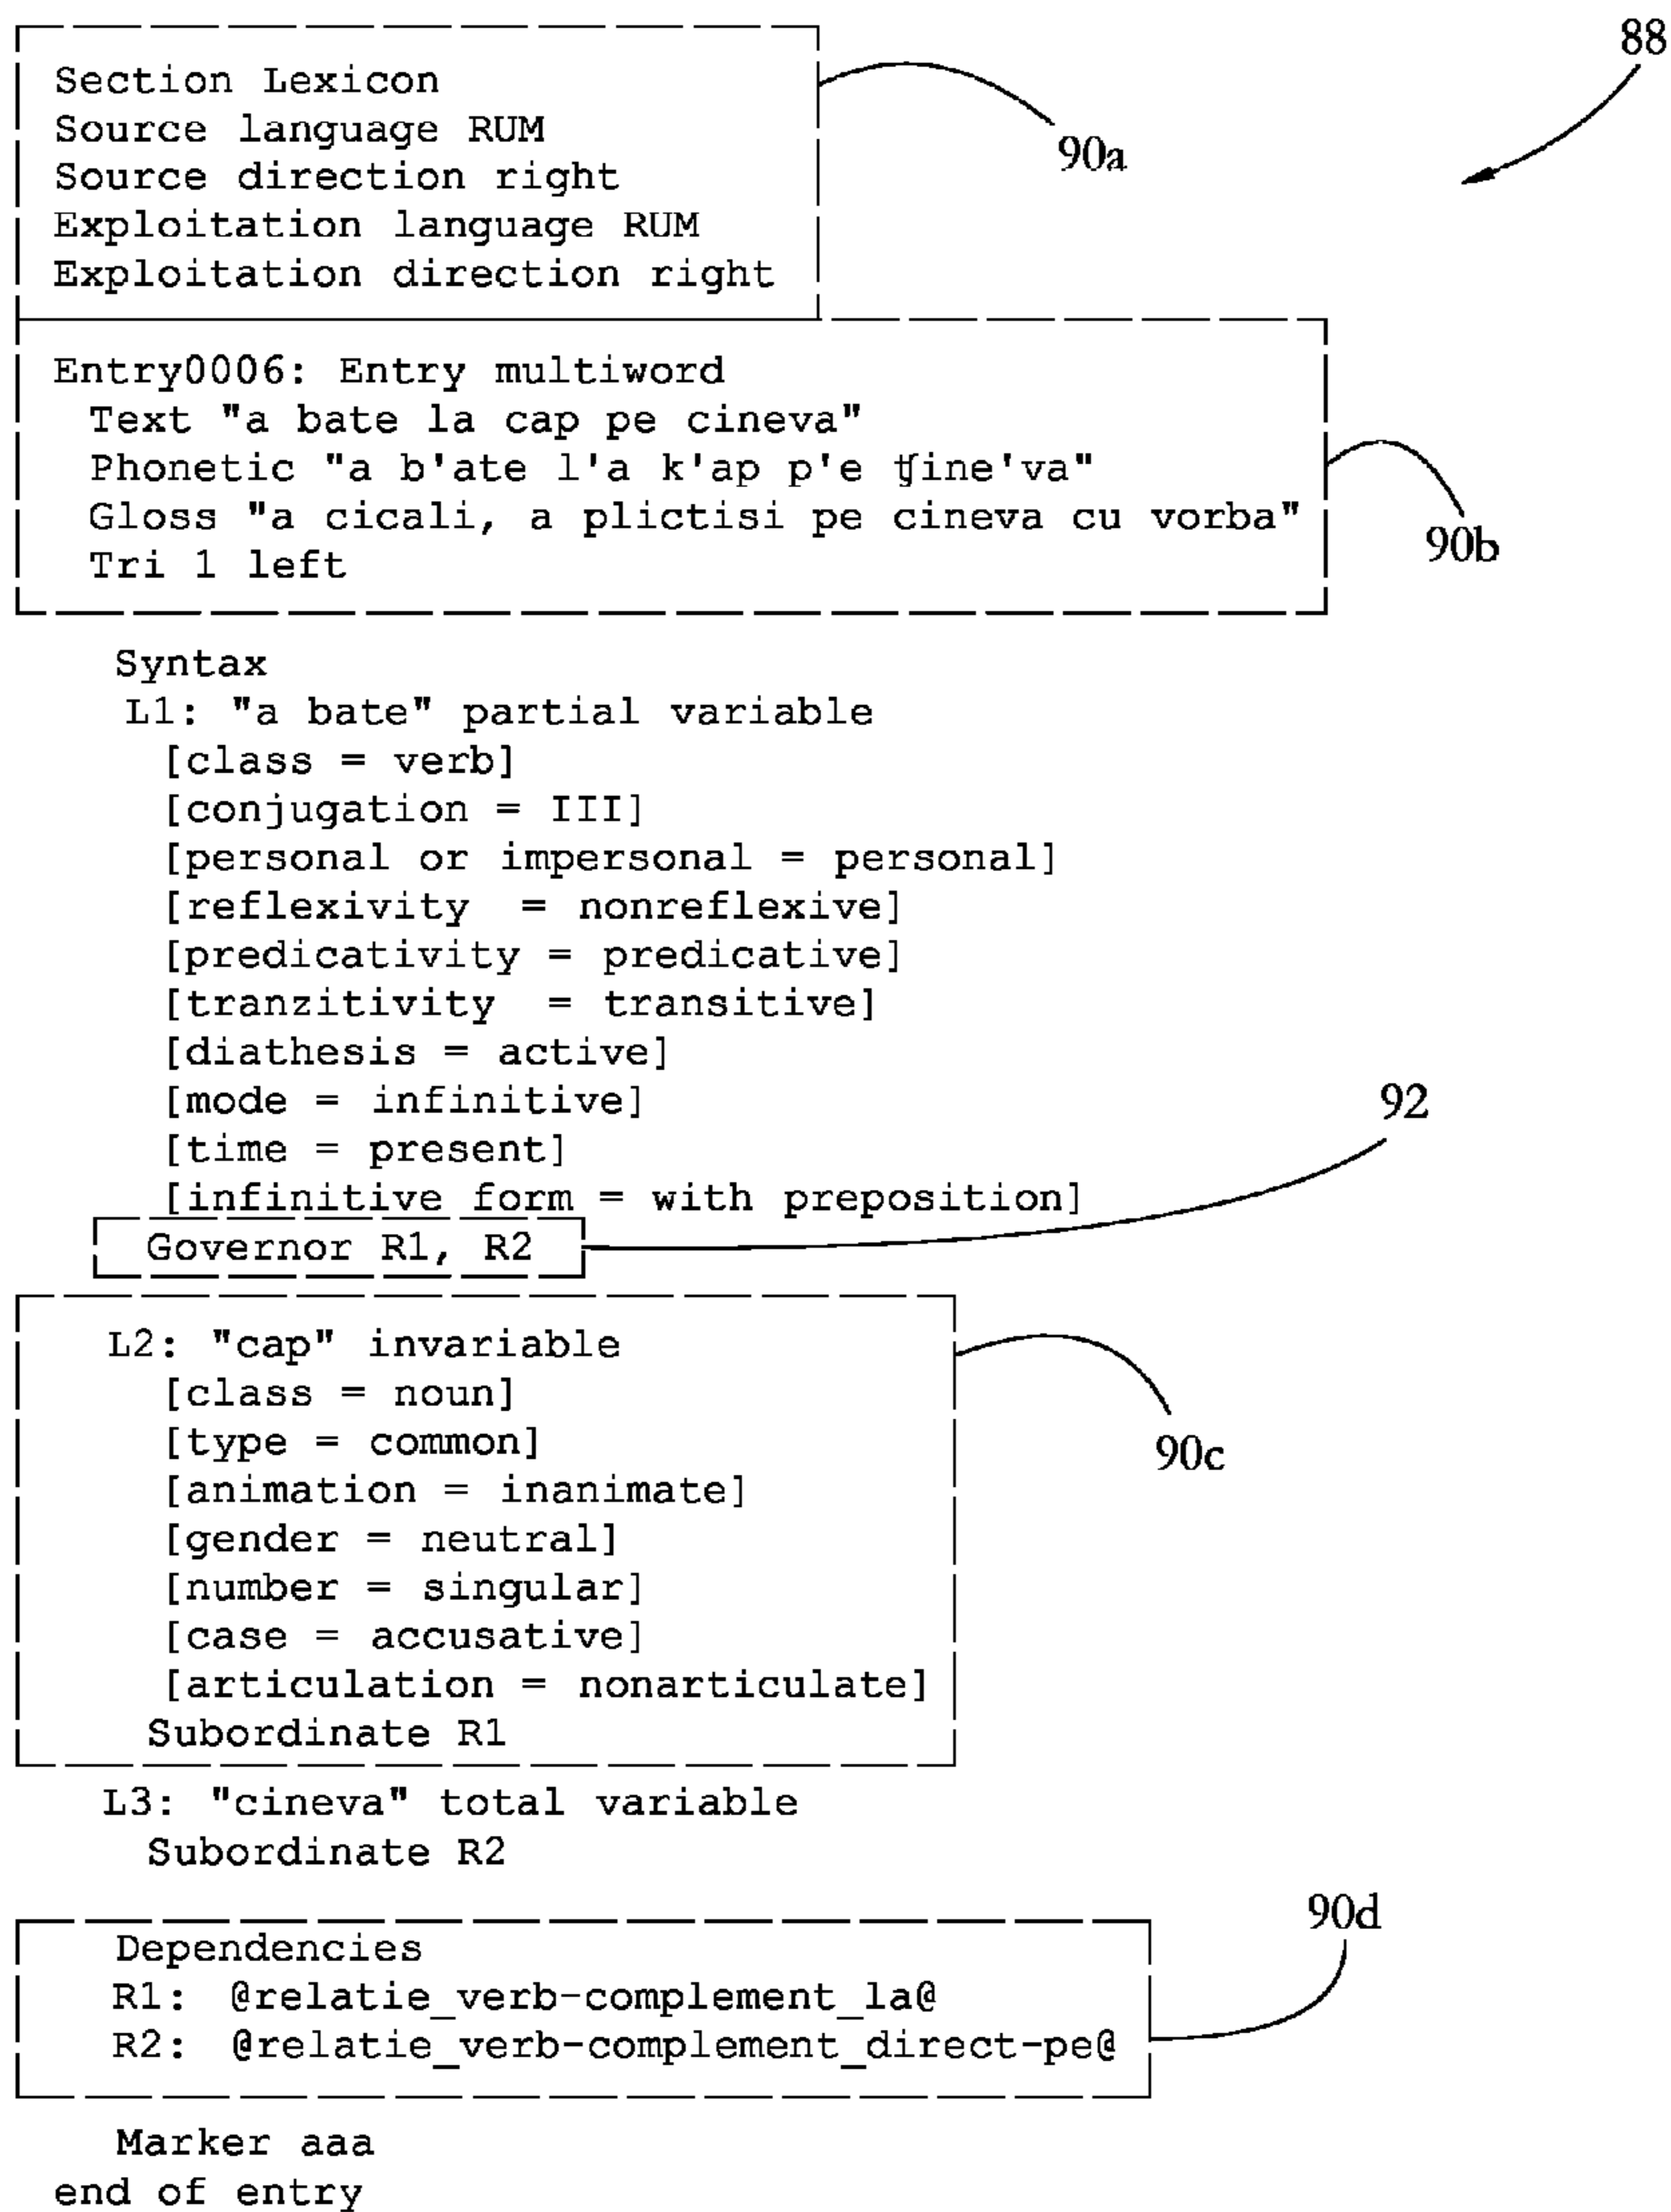 88
Section Lexicon
Source language RUM
Source direction right
Exploitation language RUM
Exploitation direction right
90a
Entry0006: Entry multiword
Text "a bate la cap pe cineva"
Phonetic "a b'ate l'a k'ap p'e ʧine'va"
Gloss "a cicali, a plictisi pe cineva cu vorba"
Tri 1 left
90b
Syntax
L1: "a bate" partial variable
[class = verb]
[conjugation = III]
[personal or impersonal = personal]
[reflexivity = nonreflexive]
[predicativity = predicative]
[tranzitivity = transitive]
[diathesis = active]
[mode = infinitive]
[time = present]
[infinitive form = with preposition]
92
Governor R1, R2
L2: "cap" invariable
[class = noun]
[type = common]
[animation = inanimate]
[gender = neutral]
[number = singular]
[case = accusative]
[articulation = nonarticulate]
Subordinate R1
90c
L3: "cineva" total variable
Subordinate R2
90d
Dependencies
R1: @relatie_verb-complement_la@
R2: @relatie_verb-complement_direct-pe@
Marker aaa
end of entry